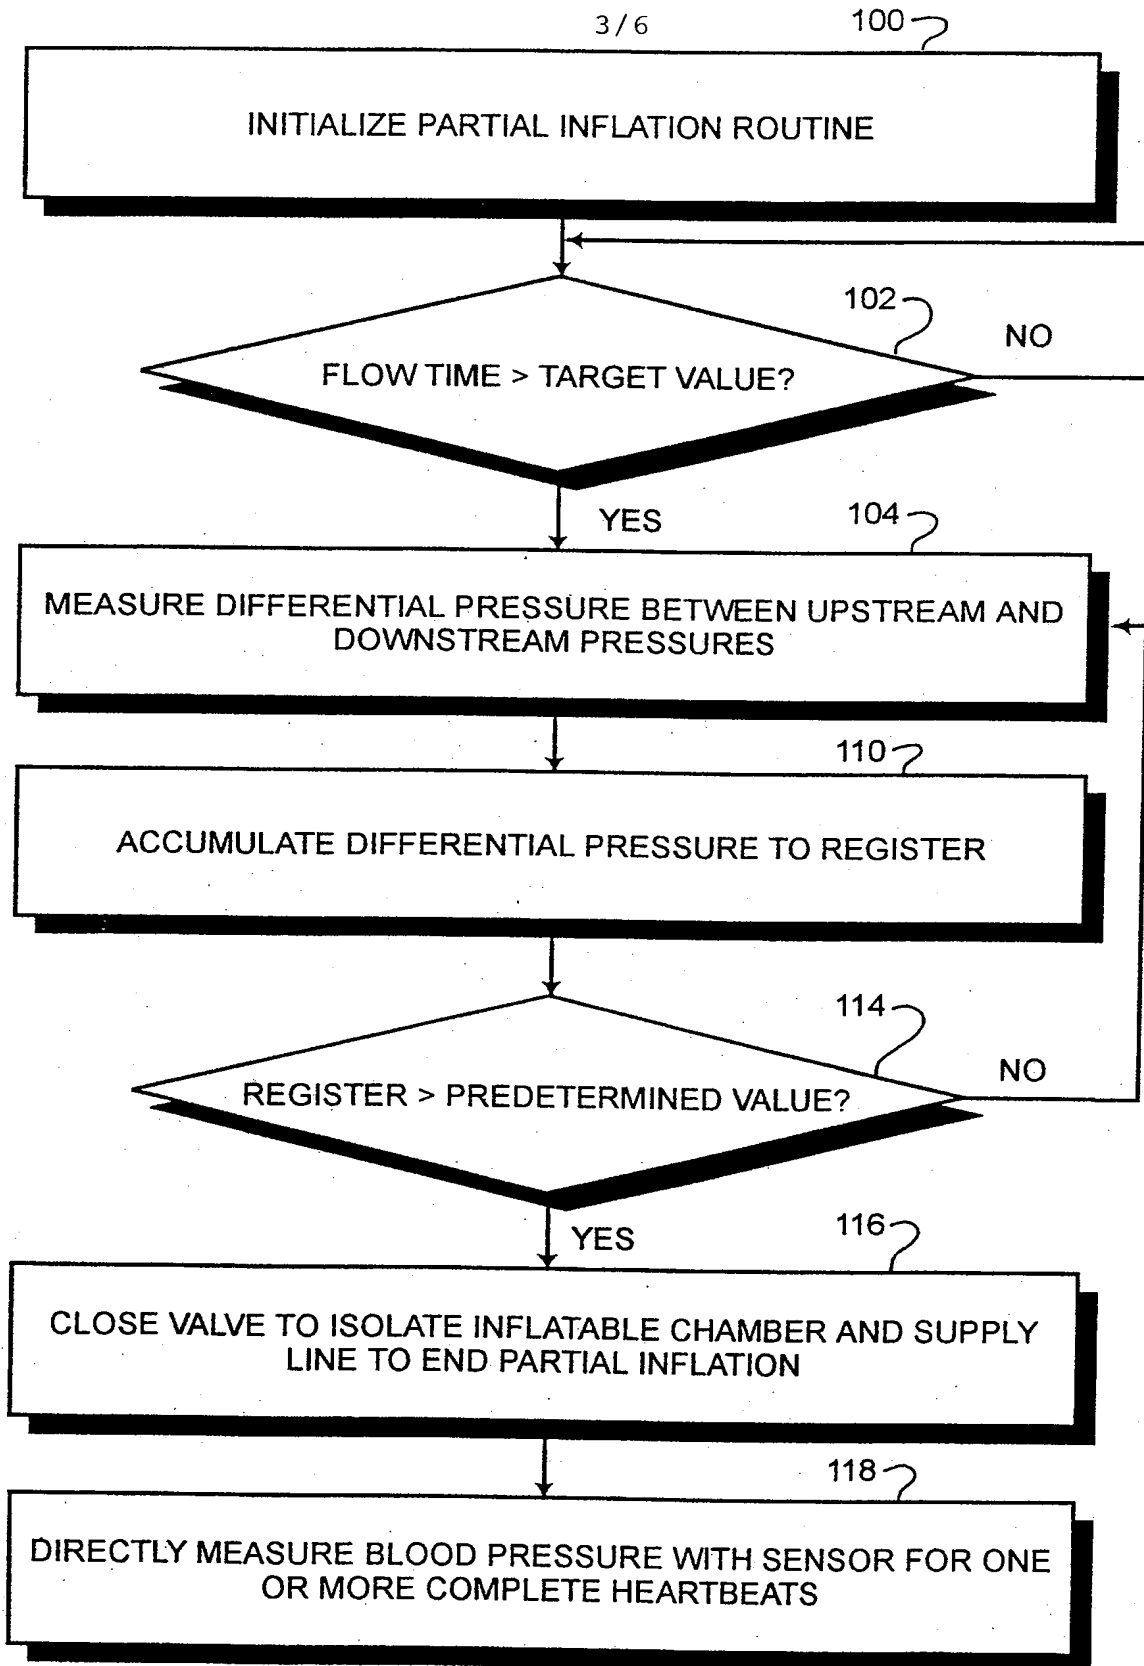 3/6
100
INITIALIZE PARTIAL INFLATION ROUTINE
102
NO
FLOW TIME > TARGET VALUE?
YES
104
MEASURE DIFFERENTIAL PRESSURE BETWEEN UPSTREAM AND
DOWNSTREAM PRESSURES
110
ACCUMULATE DIFFERENTIAL PRESSURE TO REGISTER
114
NO
REGISTER > PREDETERMINED VALUE?
YES
116
CLOSE VALVE TO ISOLATE INFLATABLE CHAMBER AND SUPPLY
LINE TO END PARTIAL INFLATION
118
DIRECTLY MEASURE BLOOD PRESSURE WITH SENSOR FOR ONE
OR MORE COMPLETE HEARTBEATS